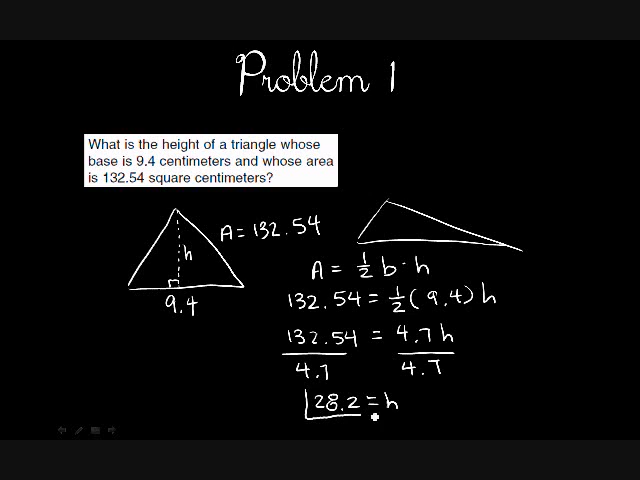 Problem 1
What is the height of a triangle whose
base is 9.4 centimeters and whose area
is 132.54 square centimeters?
A = 132.54
h
9.4
A = 1/2 b · h
132.54 = 1/2 (9.4) h
132.54 = 4.7 h
4.7 4.7
28.2 = h